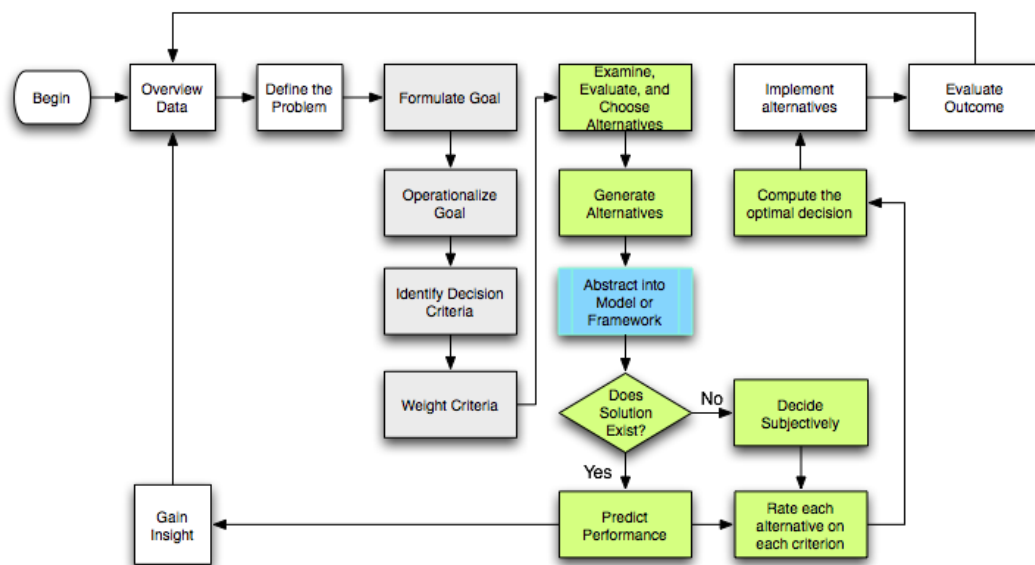 Begin
Overview
Data
Define the
Problem
Formulate Goal
Operationalize
Goal
Identify Decision
Criteria
Weight Criteria
Examine,
Evaluate, and
Choose
Alternatives
Generate
Alternatives
Abstract into
Model or
Framework
Does
Solution
Exist?
No
Decide
Subjectively
Yes
Predict
Performance
Rate each
alternative on
each criterion
Gain
Insight
Compute the
optimal decision
Implement
alternatives
Evaluate
Outcome